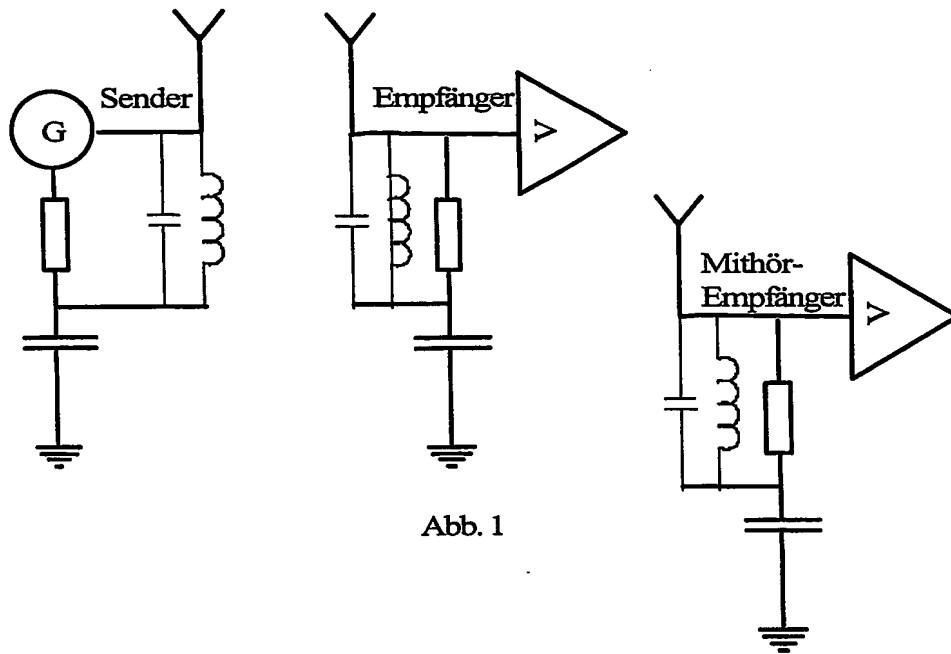 Sender
G
Empfänger
V
Mithör-
Empfänger
V
Abb. 1